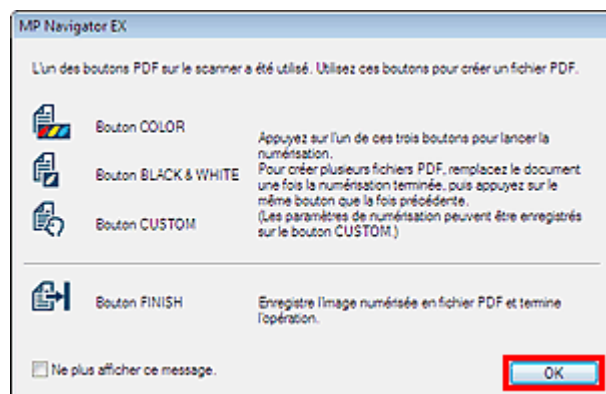 MP Navigator EX
L'un des boutons PDF sur le scanner a été utilisé. Utilisez ces boutons pour créer un fichier PDF.
Bouton COLOR
Bouton BLACK & WHITE
Bouton CUSTOM
Appuyez sur l'un de ces trois boutons pour lancer la
numérisation.
Pour créer plusieurs fichiers PDF, remplacez le document
une fois la numérisation terminée, puis appuyez sur le
même bouton que la fois précédente.
(Les paramètres de numérisation peuvent être enregistrés
sur le bouton CUSTOM.)
Bouton FINISH
Enregistre l'image numérisée en fichier PDF et termine
l'opération.
Ne plus afficher ce message.
OK